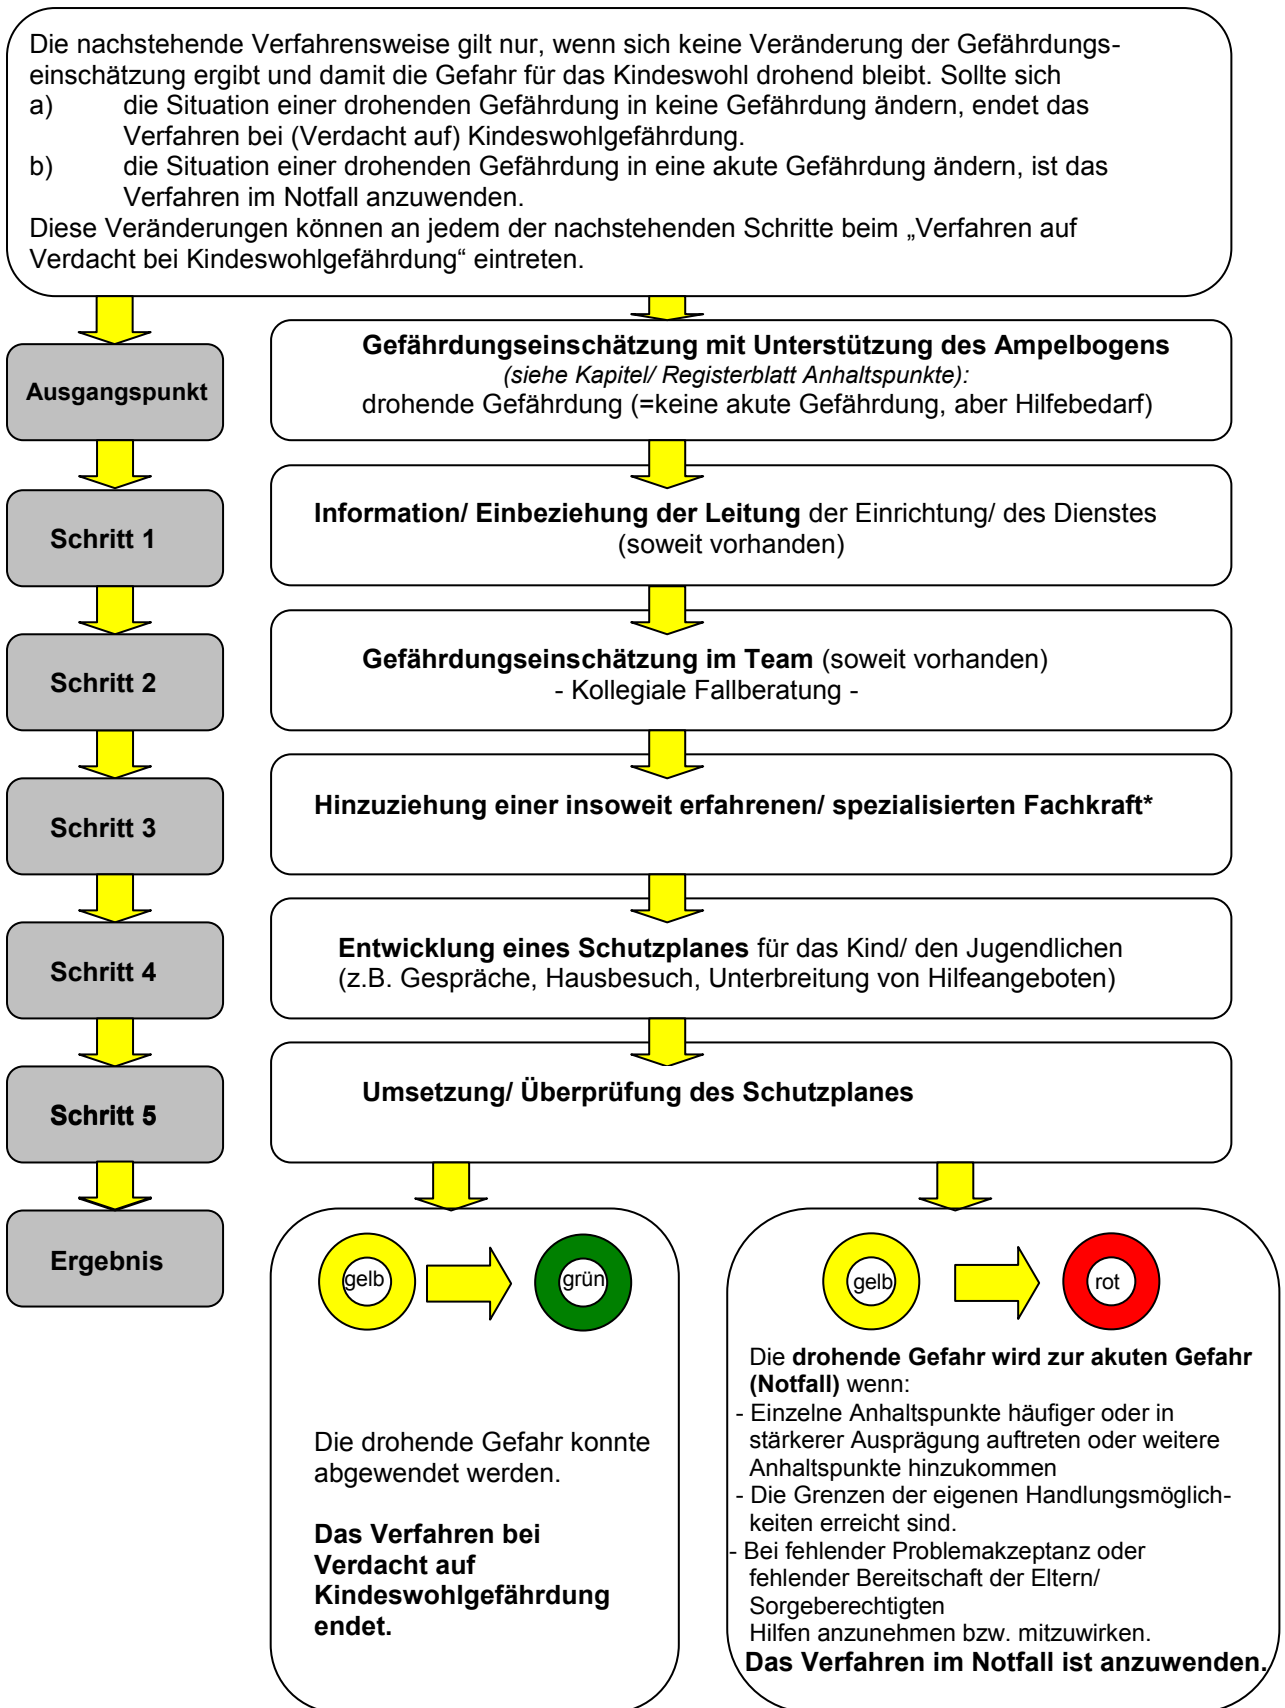 Die nachstehende Verfahrensweise gilt nur, wenn sich keine Veränderung der Gefährdungs-
einschätzung ergibt und damit die Gefahr für das Kindeswohl drohend bleibt. Sollte sich
a) die Situation einer drohenden Gefährdung in keine Gefährdung ändern, endet das
Verfahren bei (Verdacht auf) Kindeswohlgefährdung.
b) die Situation einer drohenden Gefährdung in eine akute Gefährdung ändern, ist das
Verfahren im Notfall anzuwenden.
Diese Veränderungen können an jedem der nachstehenden Schritte beim „Verfahren auf
Verdacht bei Kindeswohlgefährdung“ eintreten.
Ausgangspunkt
Gefährdungseinschätzung mit Unterstützung des Ampelbogens
(siehe Kapitel/ Registerblatt Anhaltspunkte):
drohende Gefährdung (=keine akute Gefährdung, aber Hilfebedarf)
Schritt 1
Information/ Einbeziehung der Leitung der Einrichtung/ des Dienstes
(soweit vorhanden)
Schritt 2
Gefährdungseinschätzung im Team (soweit vorhanden)
- Kollegiale Fallberatung -
Schritt 3
Hinzuziehung einer insoweit erfahrenen/ spezialisierten Fachkraft*
Schritt 4
Entwicklung eines Schutzplanes für das Kind/ den Jugendlichen
(z.B. Gespräche, Hausbesuch, Unterbreitung von Hilfeangeboten)
Schritt 5
Umsetzung/ Überprüfung des Schutzplanes
Ergebnis
gelb
grün
Die drohende Gefahr konnte
abgewendet werden.
Das Verfahren bei
Verdacht auf
Kindeswohlgefährdung
endet.
gelb
rot
Die drohende Gefahr wird zur akuten Gefahr
(Notfall) wenn:
- Einzelne Anhaltspunkte häufiger oder in
stärkerer Ausprägung auftreten oder weitere
Anhaltspunkte hinzukommen
- Die Grenzen der eigenen Handlungsmöglich-
keiten erreicht sind.
- Bei fehlender Problemakzeptanz oder
fehlender Bereitschaft der Eltern/
Sorgeberechtigten
Hilfen anzunehmen bzw. mitzuwirken.
Das Verfahren im Notfall ist anzuwenden.